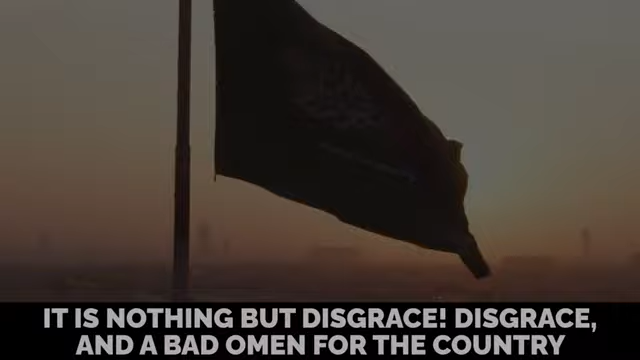 IT IS NOTHING BUT DISGRACE! DISGRACE,
AND A BAD OMEN FOR THE COUNTRY